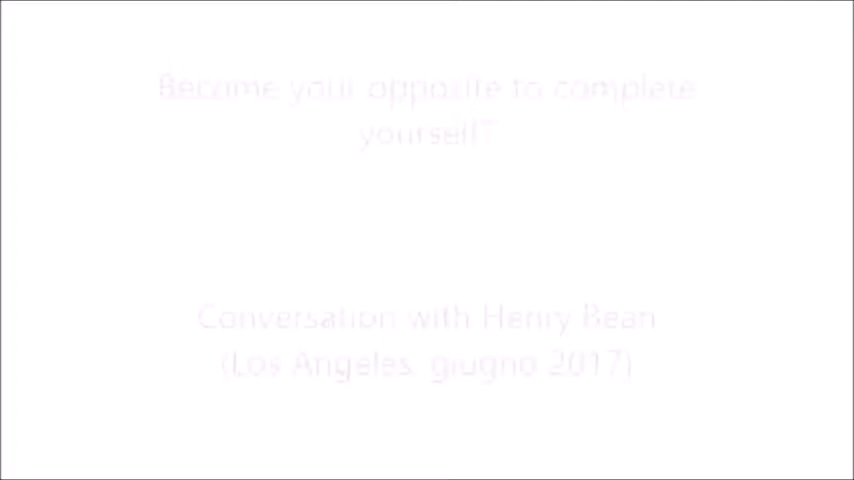 Become your opposite to complete
yourself?
Conversation with Henry Bean
(Los Angeles, giugno 2017)